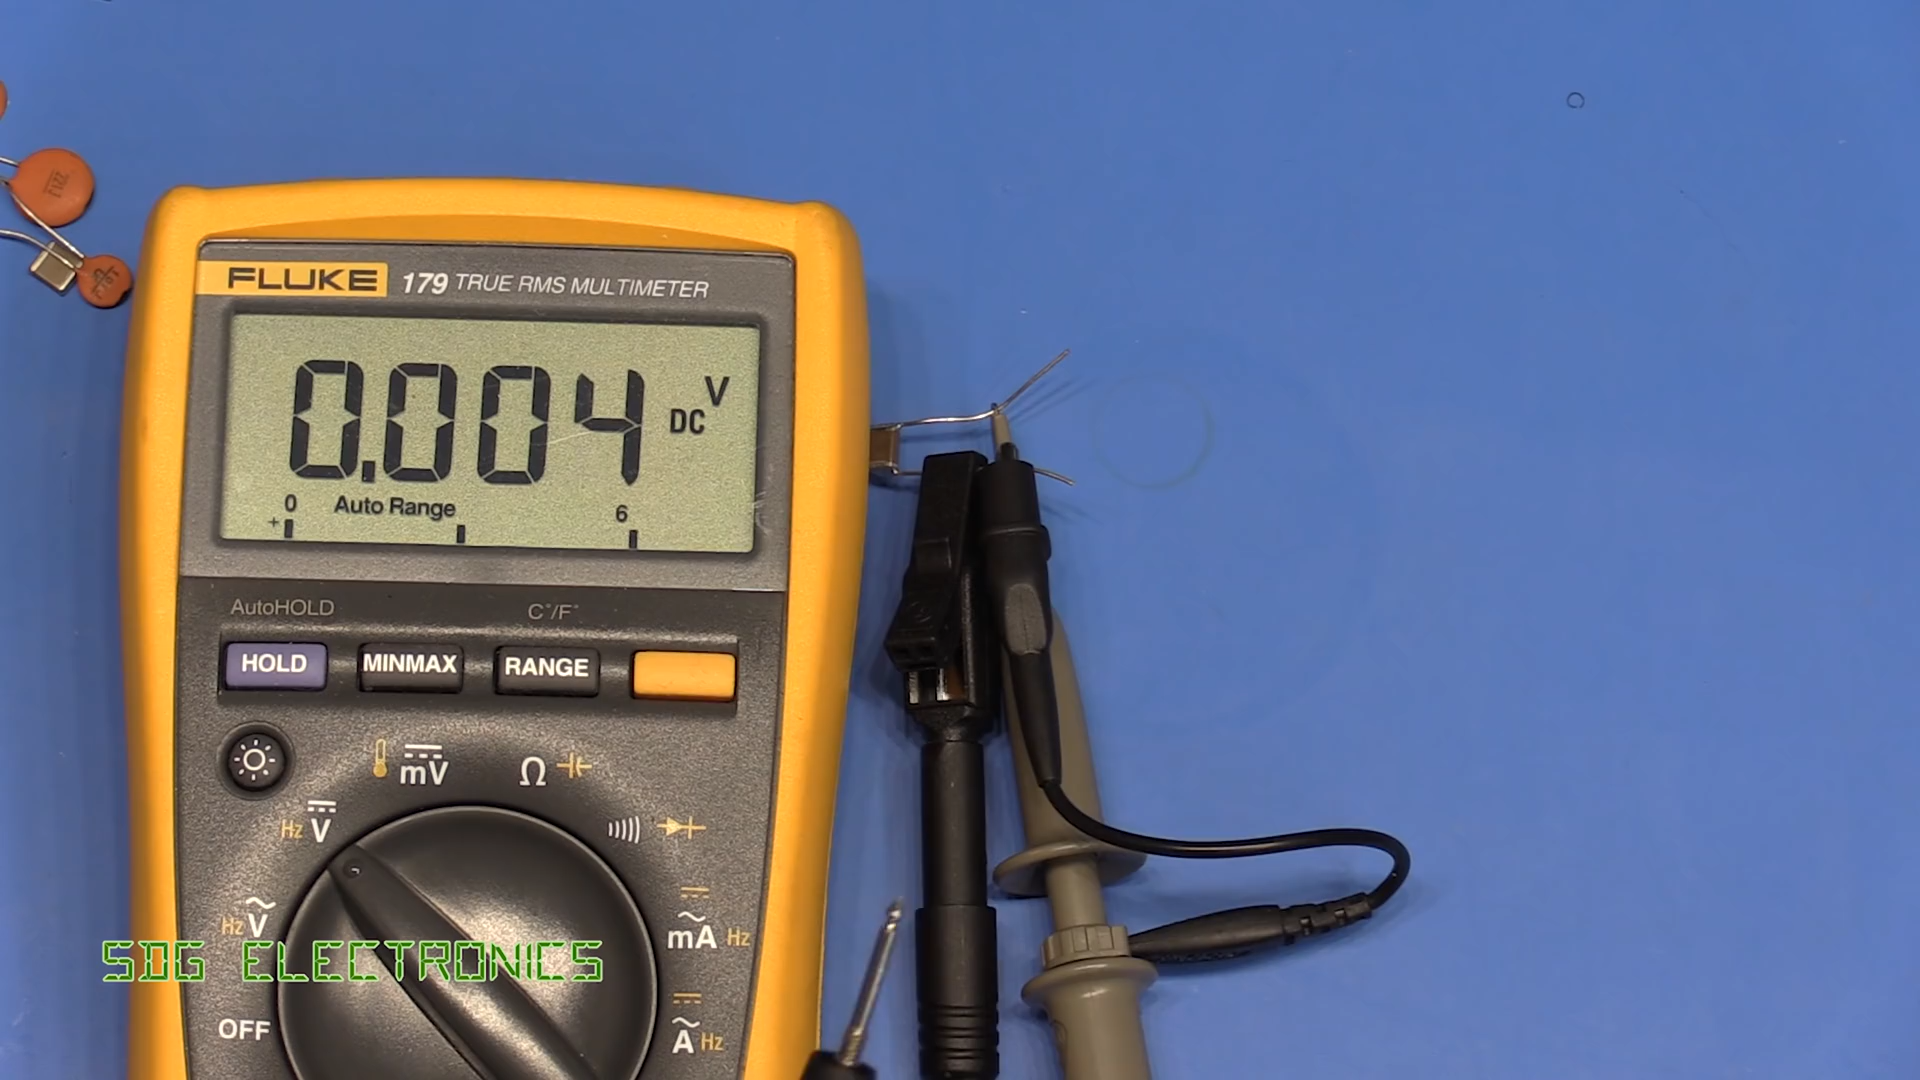 221J
FLUKE 179 TRUE RMS MULTIMETER
0.004 DC V
0 Auto Range 6
+
AutoHOLD C°/F°
HOLD MINMAX RANGE
mV Ω
Hz V
Hz V mA Hz
SDG ELECTRONICS
OFF A Hz